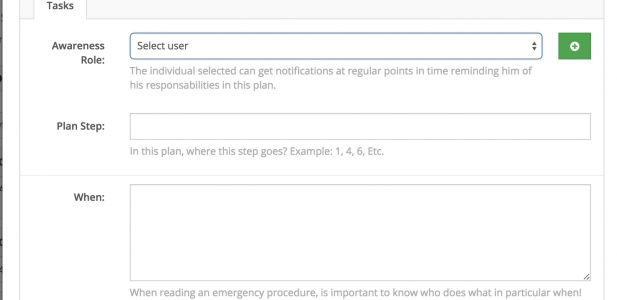 Tasks
Awareness
Role:
Select user
The individual selected can get notifications at regular points in time reminding him of
his responsabilities in this plan.
Plan Step:
In this plan, where this step goes? Example: 1, 4, 6, Etc.
When:
When reading an emergency procedure, is important to know who does what in particular when!